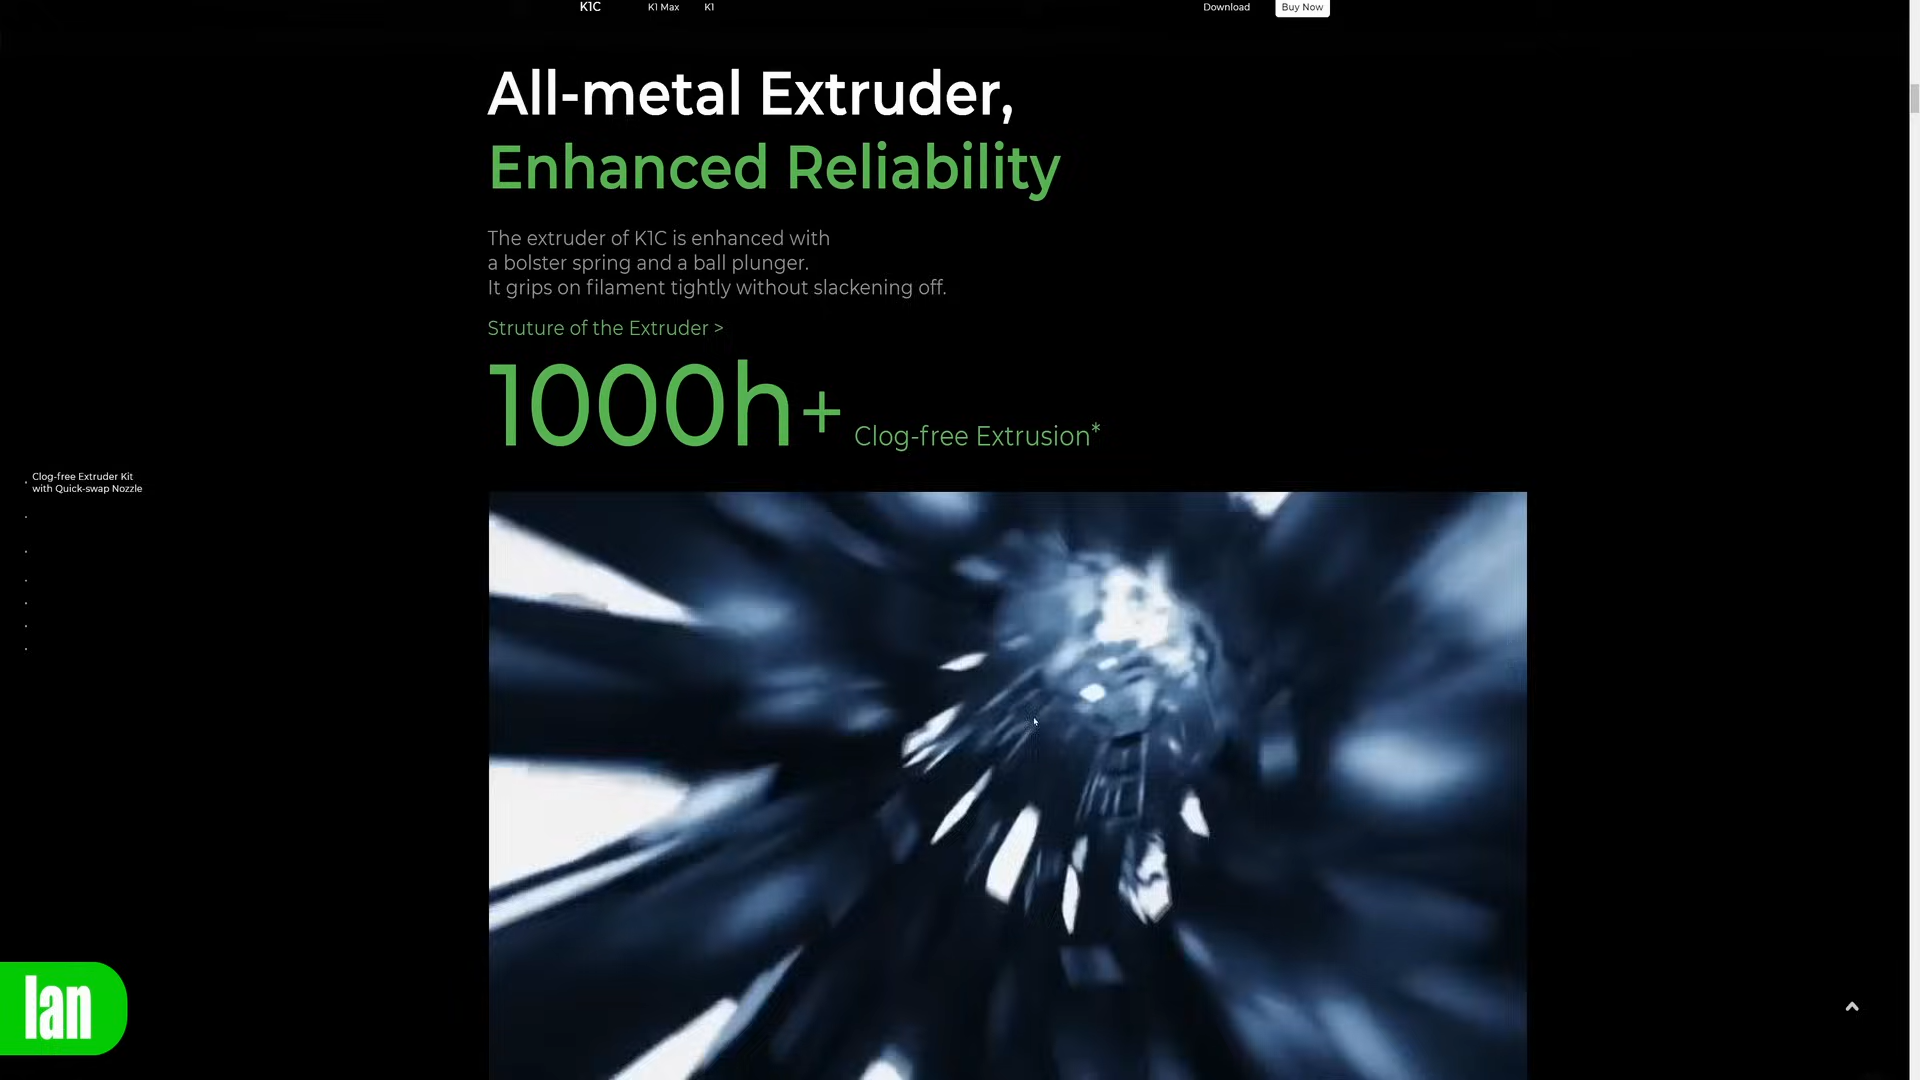 K1C
K1 Max
K1
Download
Buy Now
All-metal Extruder,
Enhanced Reliability
The extruder of K1C is enhanced with
a bolster spring and a ball plunger.
It grips on filament tightly without slackening off.
Struture of the Extruder >
1000h+ Clog-free Extrusion*
Clog-free Extruder Kit
with Quick-swap Nozzle
Ian